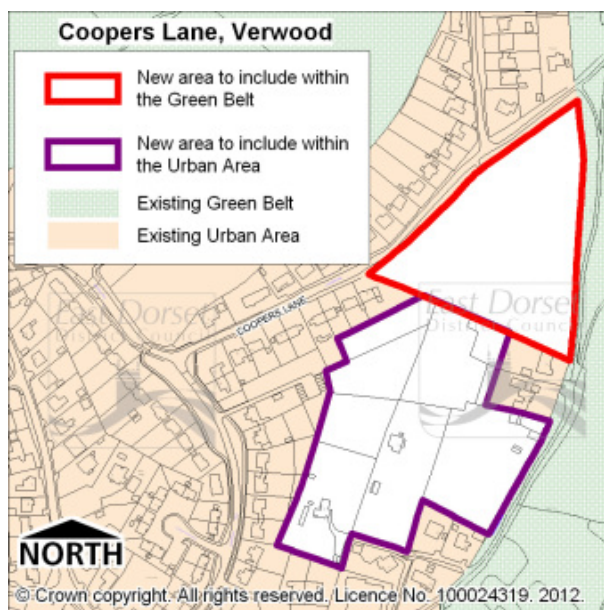 Coopers Lane, Verwood
New area to include within
the Green Belt
New area to include within
the Urban Area
Existing Green Belt
Existing Urban Area
East Dorset
District Council
East Dorset
District Council
COOPERS LANE
NORTH
© Crown copyright. All rights reserved. Licence No. 100024319. 2012.